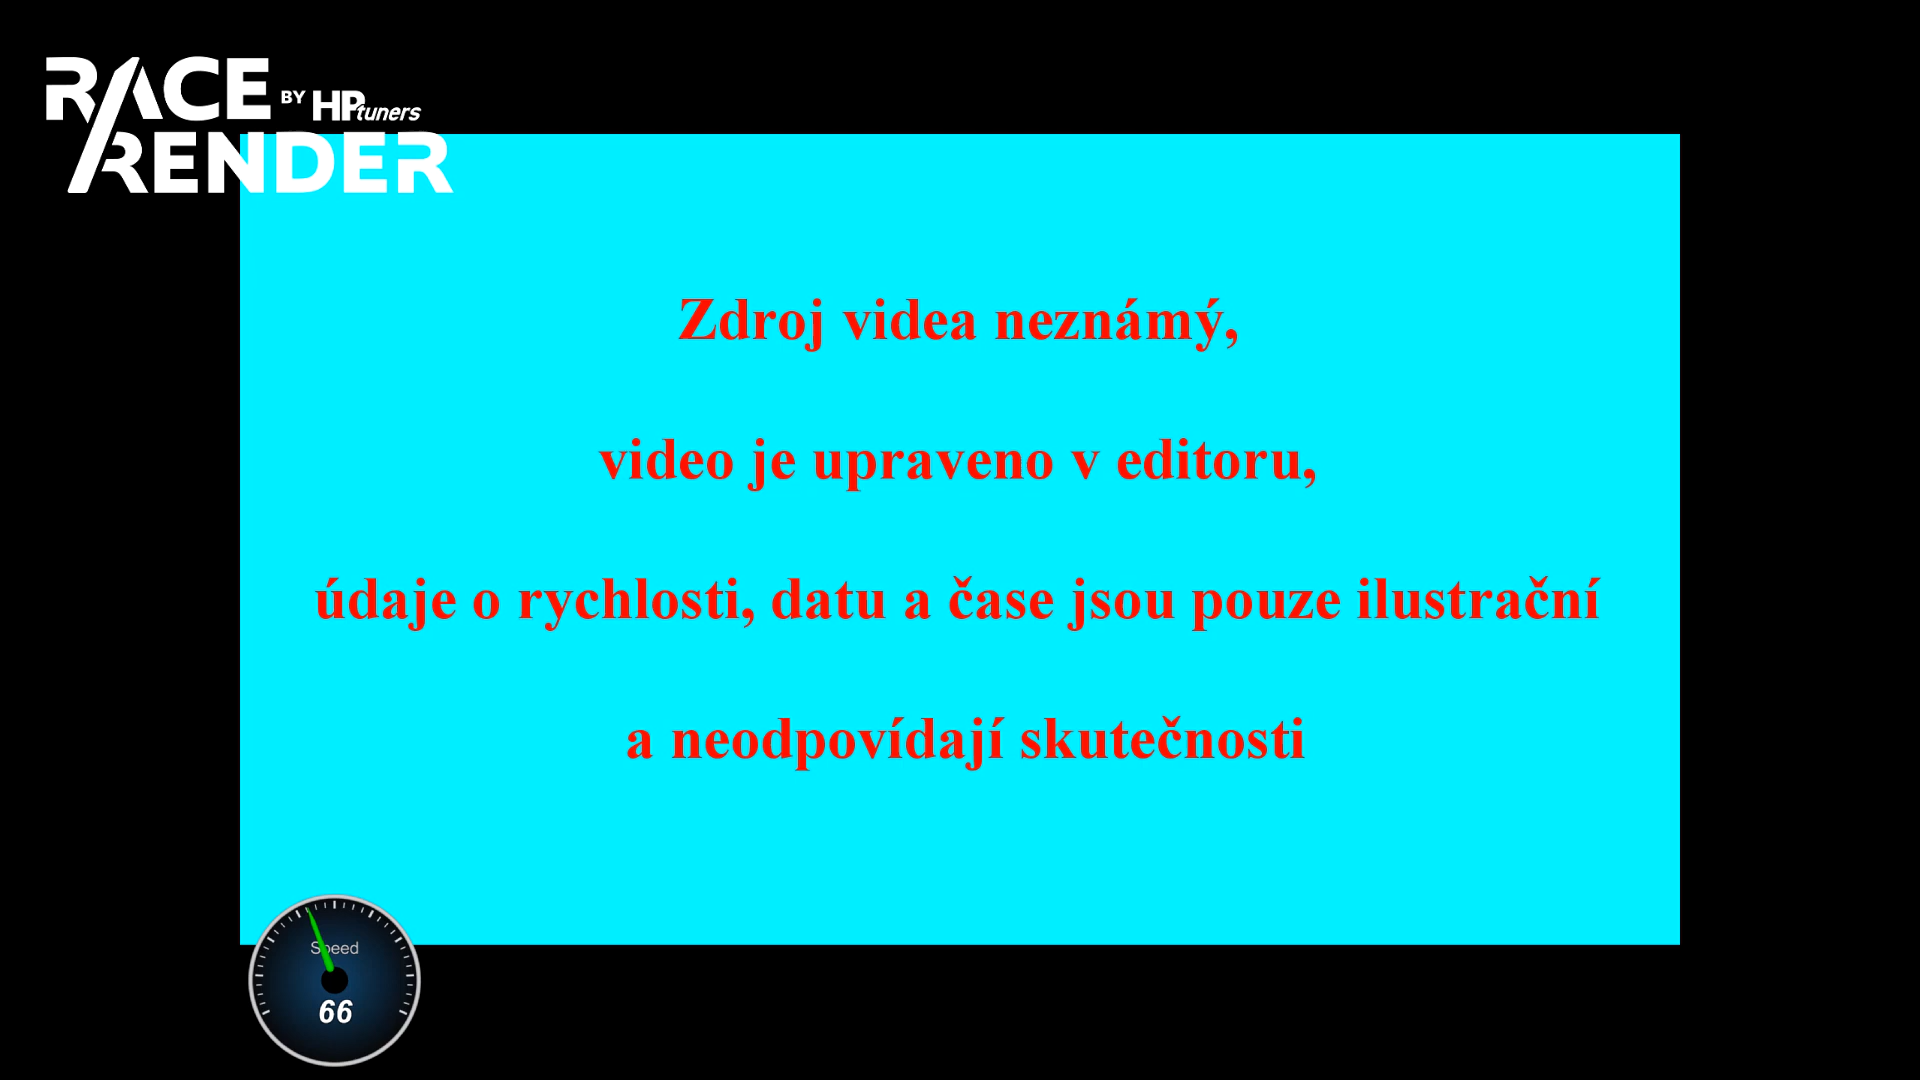 RACE BY HPtuners
RENDER
Zdroj videa neznámý,
video je upraveno v editoru,
údaje o rychlosti, datu a čase jsou pouze ilustrační
a neodpovídají skutečnosti
Speed
66